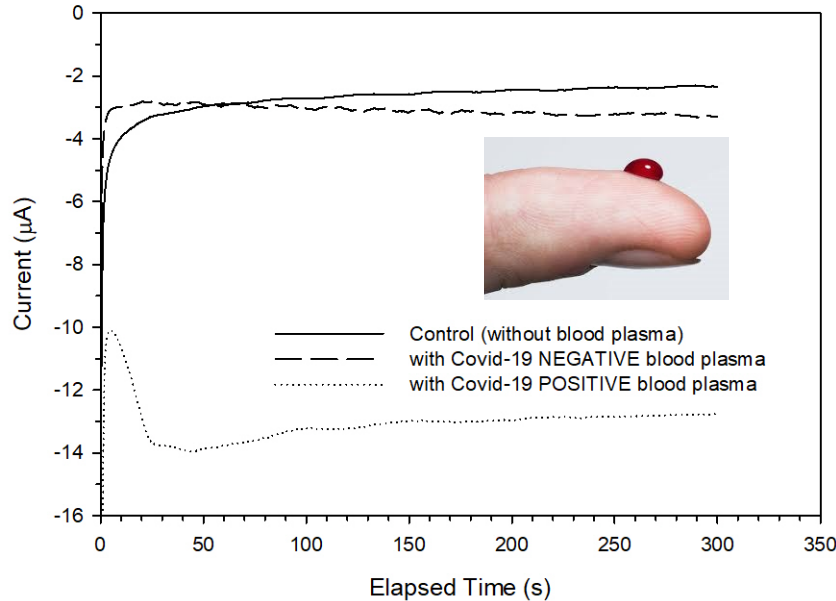 0
-2
-4
-6
-8
-10
-12
-14
-16
Current (μA)
Control (without blood plasma)
with Covid-19 NEGATIVE blood plasma
with Covid-19 POSITIVE blood plasma
0 50 100 150 200 250 300 350
Elapsed Time (s)